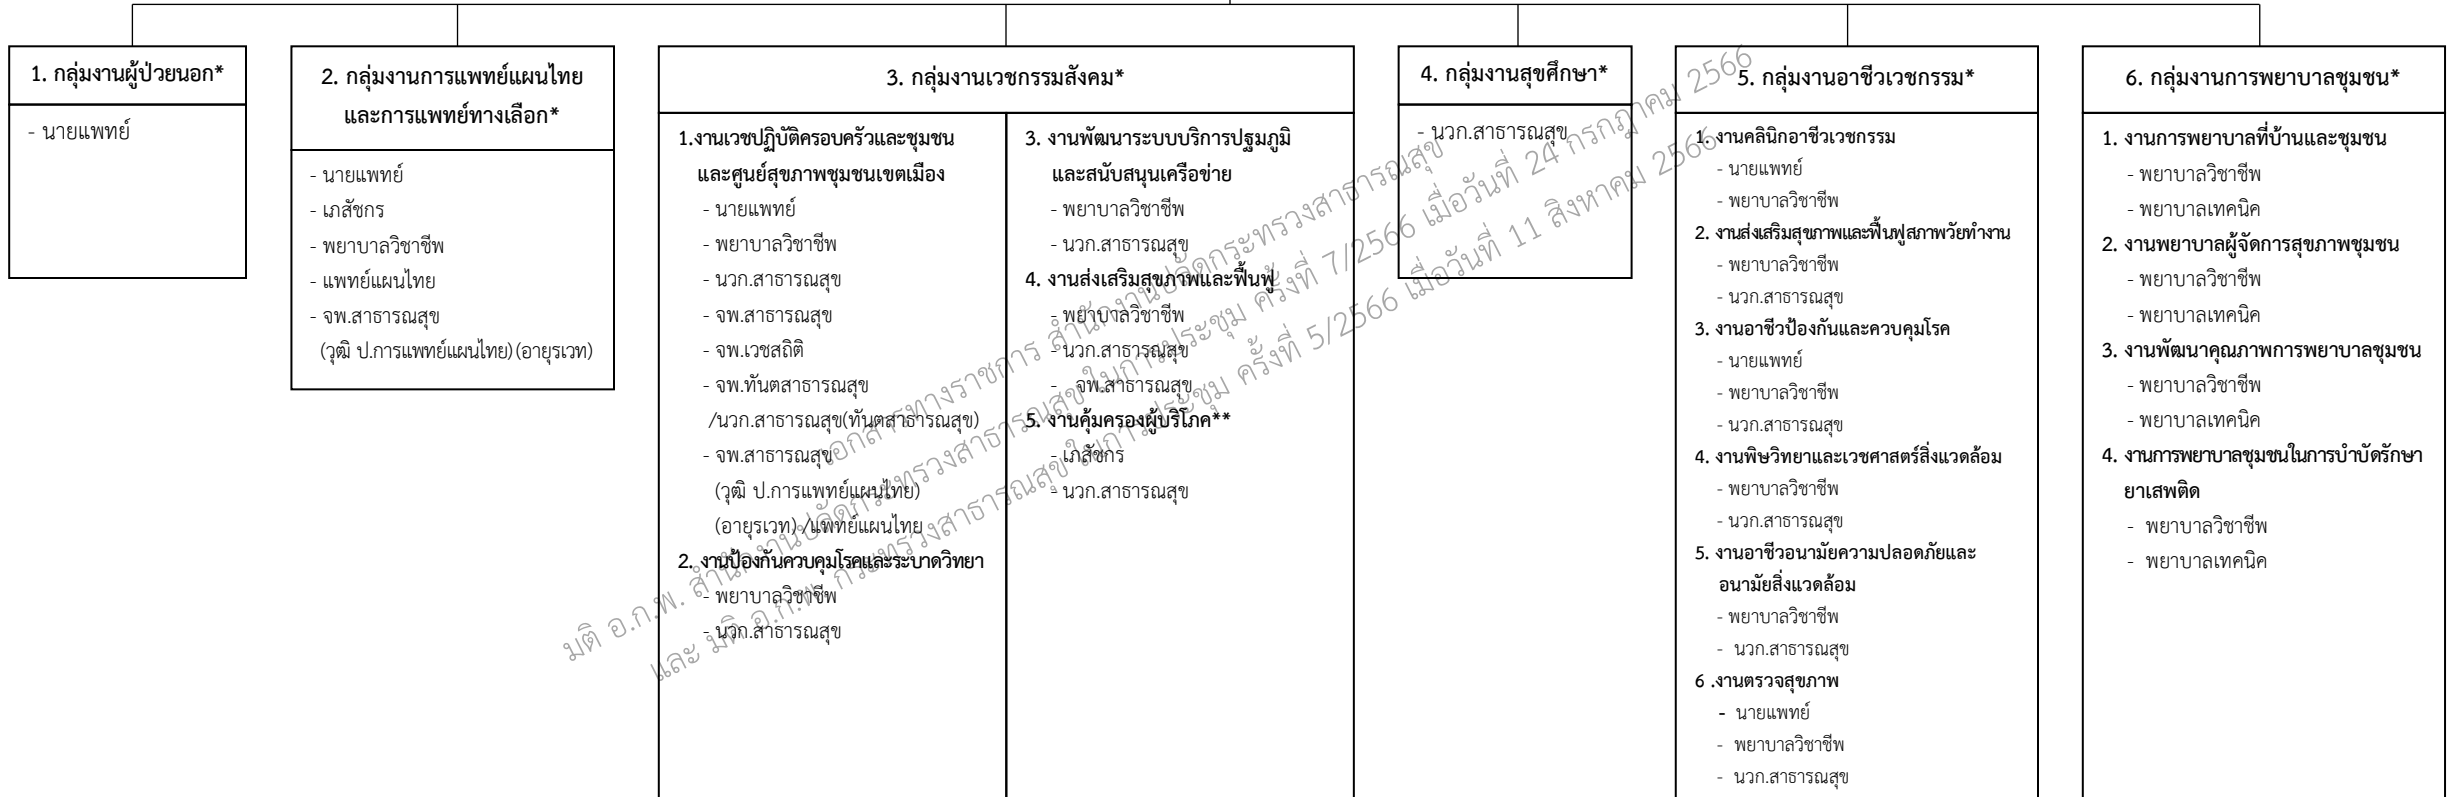 1. กลุ่มงานผู้ป่วยนอก*
- นายแพทย์
2. กลุ่มงานการแพทย์แผนไทย
และการแพทย์ทางเลือก*
- นายแพทย์
- เภสัชกร
- พยาบาลวิชาชีพ
- แพทย์แผนไทย
- จพ.สาธารณสุข
(วุฒิ ป.การแพทย์แผนไทย)(อายุรเวท)
3. กลุ่มงานเวชกรรมสังคม*
1.งานเวชปฏิบัติครอบครัวและชุมชน
และศูนย์สุขภาพชุมชนเขตเมือง
- นายแพทย์
- พยาบาลวิชาชีพ
- นวก.สาธารณสุข
- จพ.สาธารณสุข
- จพ.เวชสถิติ
- จพ.ทันตสาธารณสุข
/นวก.สาธารณสุข(ทันตสาธารณสุข)
- จพ.สาธารณสุข
(วุฒิ ป.การแพทย์แผนไทย)
(อายุรเวท) /แพทย์แผนไทย
2. งานป้องกันควบคุมโรคและระบาดวิทยา
- พยาบาลวิชาชีพ
- นวก.สาธารณสุข
3. งานพัฒนาระบบบริการปฐมภูมิ
และสนับสนุนเครือข่าย
- พยาบาลวิชาชีพ
- นวก.สาธารณสุข
4. งานส่งเสริมสุขภาพและฟื้นฟู
- พยาบาลวิชาชีพ
- นวก.สาธารณสุข
- จพ.สาธารณสุข
5. งานคุ้มครองผู้บริโภค**
- เภสัชกร
- นวก.สาธารณสุข
4. กลุ่มงานสุขศึกษา*
- นวก.สาธารณสุข
5. กลุ่มงานอาชีวเวชกรรม*
1. งานคลินิกอาชีวเวชกรรม
- นายแพทย์
- พยาบาลวิชาชีพ
2. งานส่งเสริมสุขภาพและฟื้นฟูสภาพวัยทำงาน
- พยาบาลวิชาชีพ
- นวก.สาธารณสุข
3. งานอาชีวป้องกันและควบคุมโรค
- นายแพทย์
- พยาบาลวิชาชีพ
- นวก.สาธารณสุข
4. งานพิษวิทยาและเวชศาสตร์สิ่งแวดล้อม
- พยาบาลวิชาชีพ
- นวก.สาธารณสุข
5. งานอาชีวอนามัยความปลอดภัยและ
อนามัยสิ่งแวดล้อม
- พยาบาลวิชาชีพ
- นวก.สาธารณสุข
6 .งานตรวจสุขภาพ
- นายแพทย์
- พยาบาลวิชาชีพ
- นวก.สาธารณสุข
6. กลุ่มงานการพยาบาลชุมชน*
1. งานการพยาบาลที่บ้านและชุมชน
- พยาบาลวิชาชีพ
- พยาบาลเทคนิค
2. งานพยาบาลผู้จัดการสุขภาพชุมชน
- พยาบาลวิชาชีพ
- พยาบาลเทคนิค
3. งานพัฒนาคุณภาพการพยาบาลชุมชน
- พยาบาลวิชาชีพ
- พยาบาลเทคนิค
4. งานการพยาบาลชุมชนในการบำบัดรักษา
ยาเสพติด
- พยาบาลวิชาชีพ
- พยาบาลเทคนิค
เอกสารทางราชการ สำนักงานปลัดกระทรวงสาธารณสุข
มติ อ.ก.พ. สำนักงานปลัดกระทรวงสาธารณสุข ในการประชุม ครั้งที่ 7/2566 เมื่อวันที่ 24 กรกฎาคม 2566
และ มติ อ.ก.พ. กระทรวงสาธารณสุข ในการประชุม ครั้งที่ 5/2566 เมื่อวันที่ 11 สิงหาคม 2566